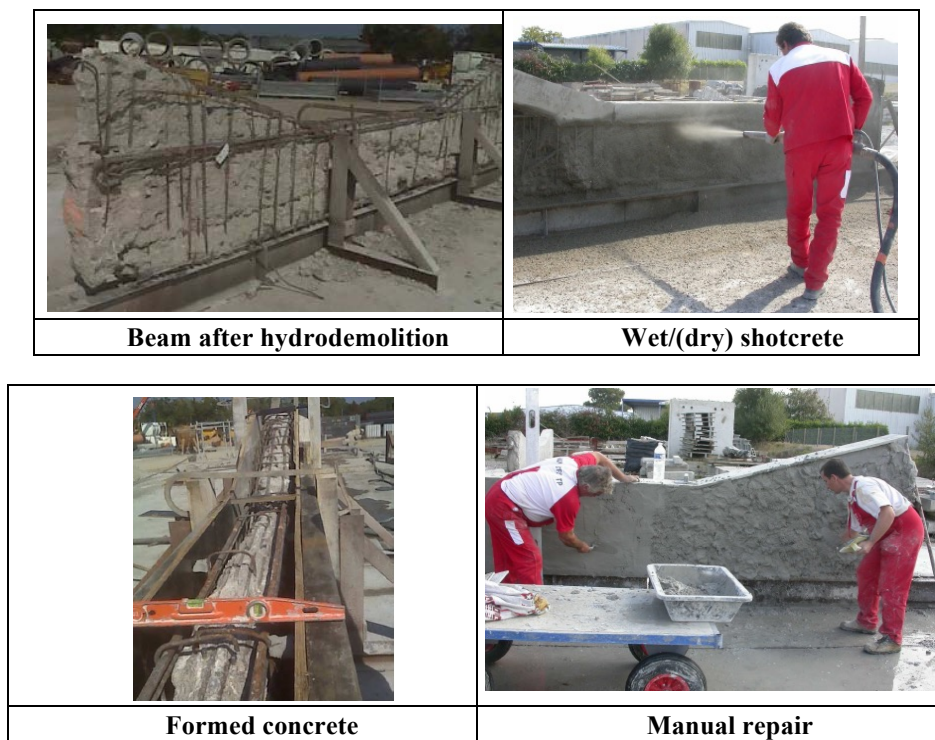 Beam after hydrodemolition
Wet/(dry) shotcrete
Formed concrete
Manual repair